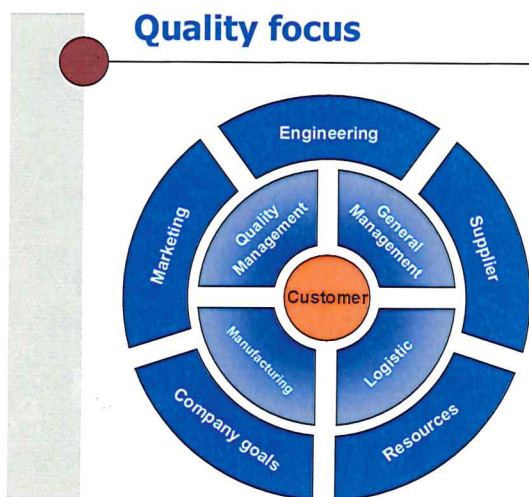 Quality focus
Engineering
Marketing
Supplier
Quality
Management
General
Management
Customer
Manufacturing
Logistic
Company goals
Resources